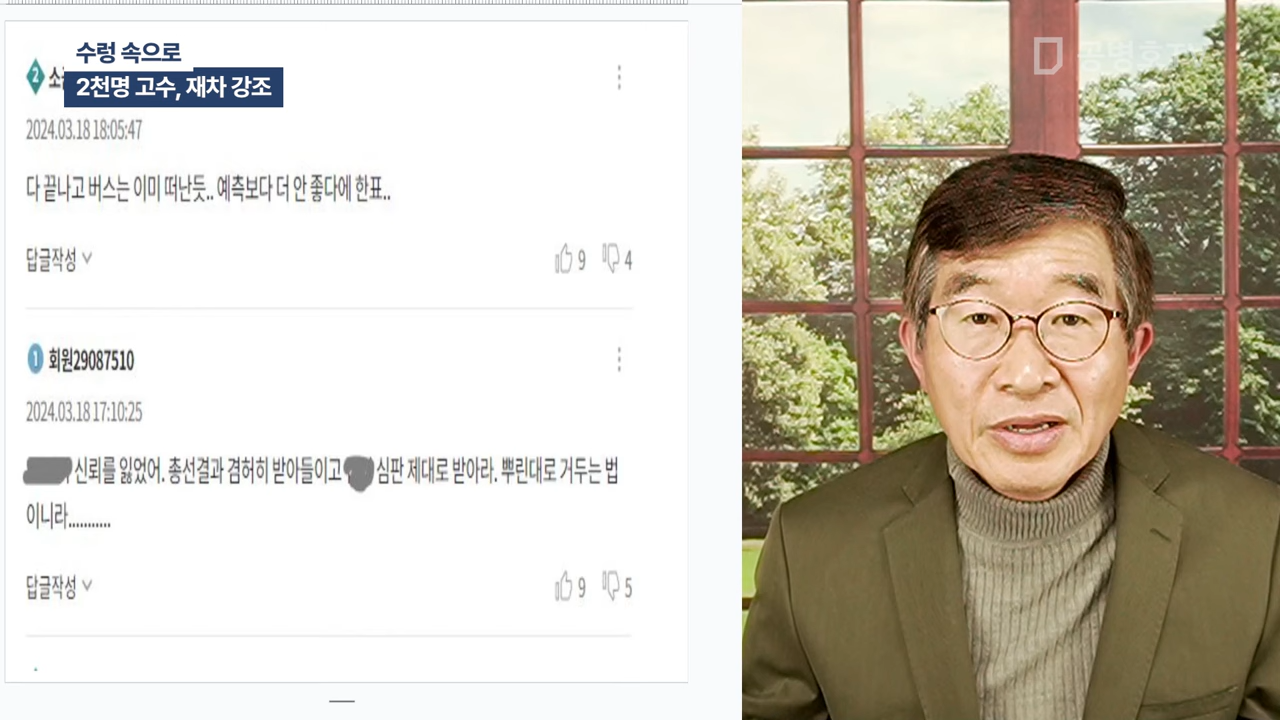 수렁 속으로
2천명 고수, 재차 강조
2
2024.03.18 18:05:47
다 끝나고 버스는 이미 떠난듯.. 예측보다 더 안 좋다에 한표..
답글작성
9
4
1 회원29087510
2024.03.18 17:10:25
신뢰를 잃었어. 총선결과 겸허히 받아들이고 심판 제대로 받아라. 뿌린대로 거두는 법
이니라...........
답글작성
9
5